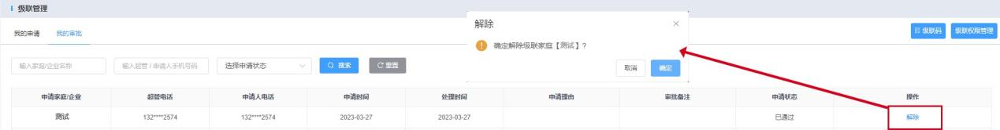 级联管理
我的申请 我的审批
级联码 级联权限管理
解除
确定解除级联家庭【测试】？
取消 确定
输入家庭/企业名称 输入超管 / 申请人手机号码 选择申请状态 搜索 重置
申请家庭/企业 超管电话 申请人电话 申请时间 处理时间 申请理由 审批备注 申请状态 操作
测试 132****2574 132****2574 2023-03-27 2023-03-27 已通过 解除